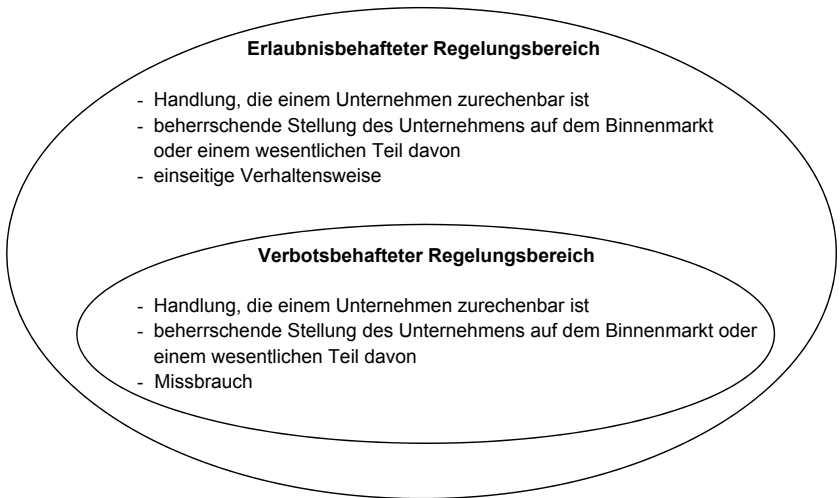 Erlaubnisbehafteter Regelungsbereich
- Handlung, die einem Unternehmen zurechenbar ist
- beherrschende Stellung des Unternehmens auf dem Binnenmarkt
oder einem wesentlichen Teil davon
- einseitige Verhaltensweise
Verbotsbehafteter Regelungsbereich
- Handlung, die einem Unternehmen zurechenbar ist
- beherrschende Stellung des Unternehmens auf dem Binnenmarkt oder
einem wesentlichen Teil davon
- Missbrauch